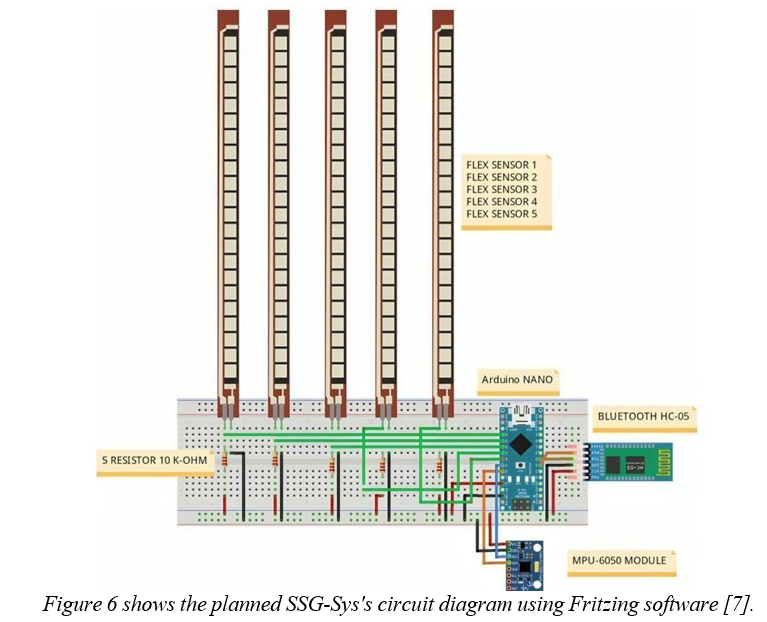 FLEX SENSOR 1
FLEX SENSOR 2
FLEX SENSOR 3
FLEX SENSOR 4
FLEX SENSOR 5
Arduino NANO
BLUETOOTH HC-05
5 RESISTOR 10 K-OHM
HC-05
MPU-6050 MODULE
Figure 6 shows the planned SSG-Sys's circuit diagram using Fritzing software [7].